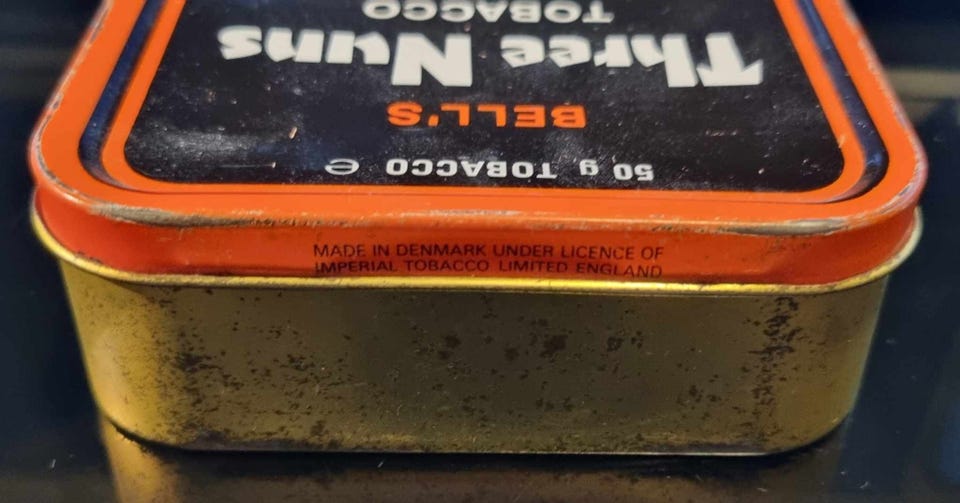 50 g TOBACCO ℮
BELL'S
Three Nuns
TOBACCO
MADE IN DENMARK UNDER LICENCE OF
IMPERIAL TOBACCO LIMITED ENGLAND